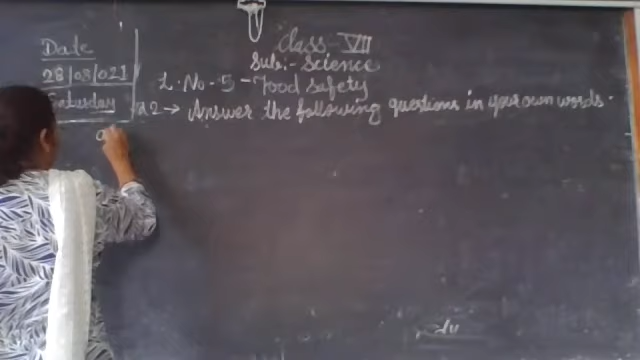 Date
28/08/021
Saturday
Class - VII
Sub:- Science
L. No - 5 - Food Safety
2 → Answer the following questions in your own words.
a